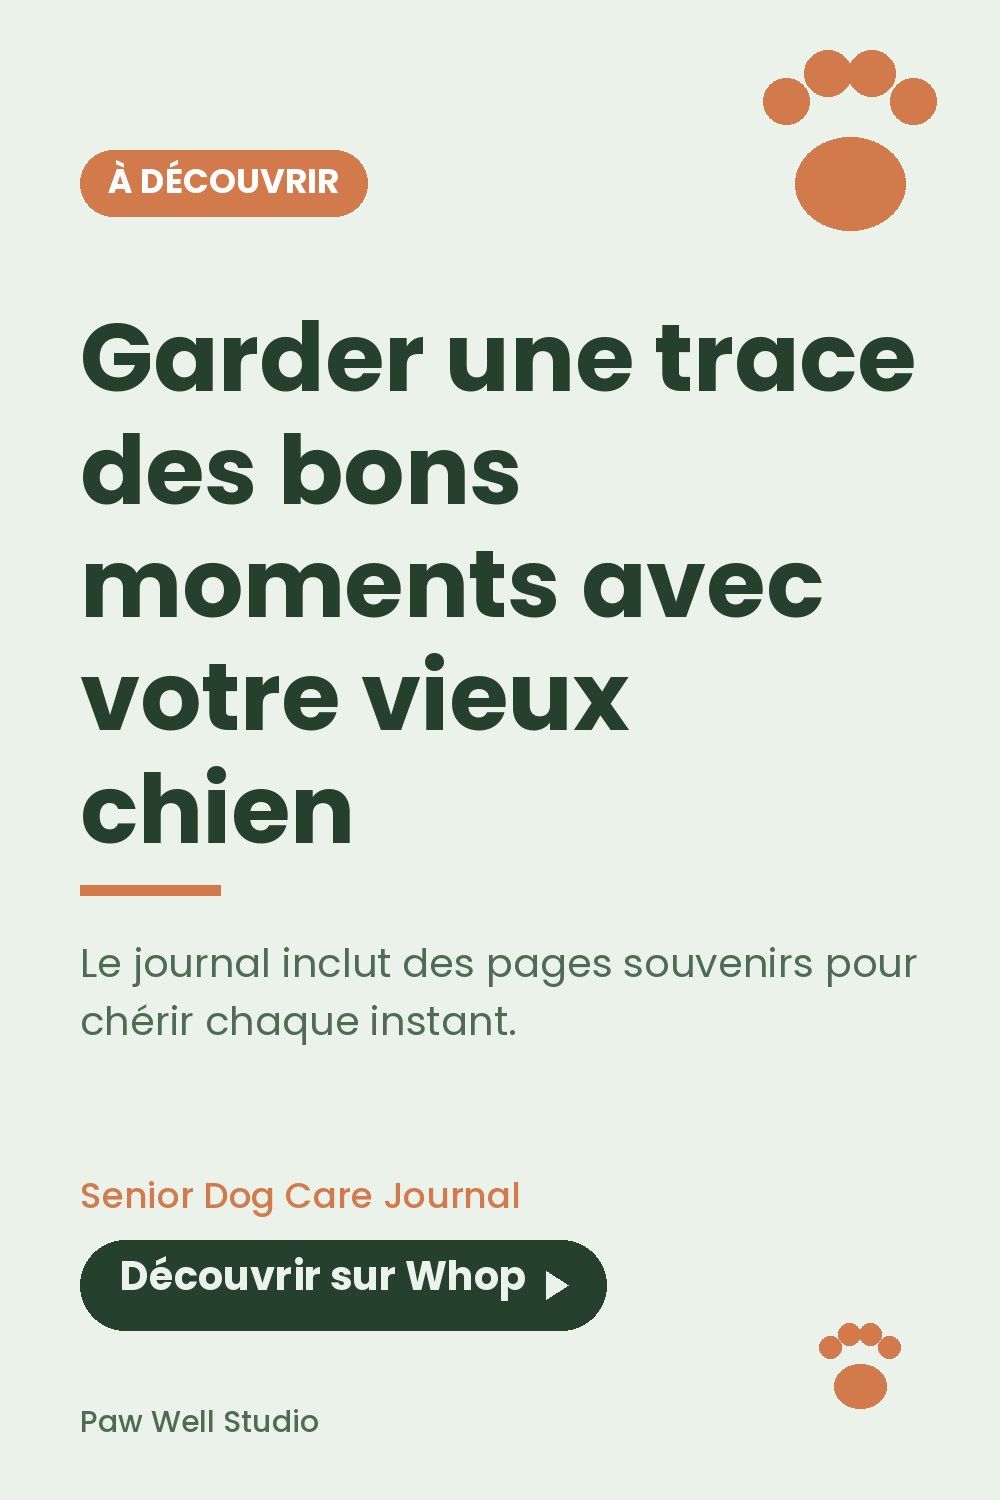 À DÉCOUVRIR
Garder une trace
des bons
moments avec
votre vieux
chien
Le journal inclut des pages souvenirs pour
chérir chaque instant.
Senior Dog Care Journal
Découvrir sur Whop
Paw Well Studio